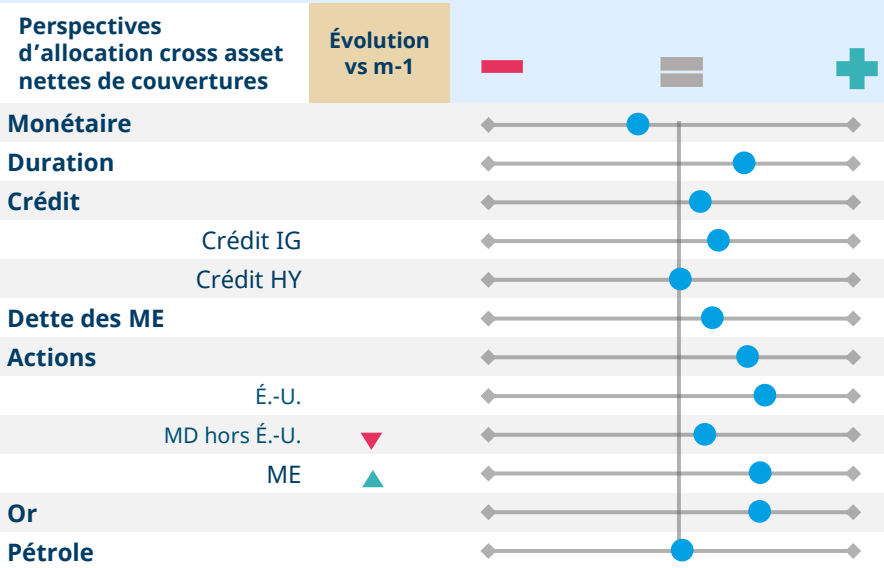 Perspectives
d’allocation cross asset
nettes de couvertures
Évolution
vs m-1
Monétaire
Duration
Crédit
Crédit IG
Crédit HY
Dette des ME
Actions
É.-U.
MD hors É.-U.
ME
Or
Pétrole